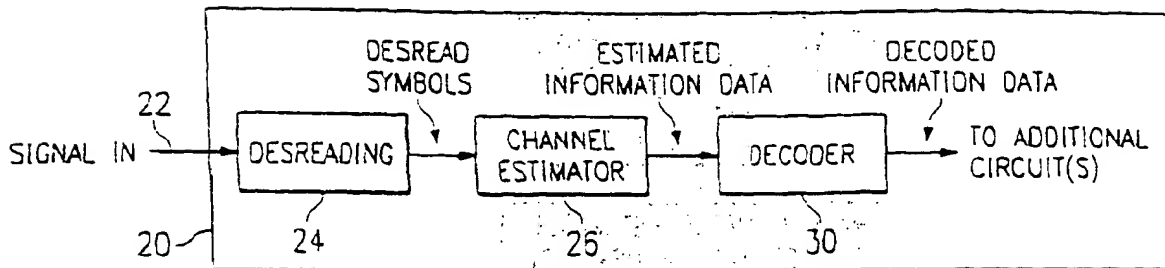 DESREAD
SYMBOLS
ESTIMATED
INFORMATION DATA
DECODED
INFORMATION DATA
22
SIGNAL IN
DESREADING
CHANNEL
ESTIMATOR
DECODER
TO ADDITIONAL
CIRCUIT(S)
20
24
26
30